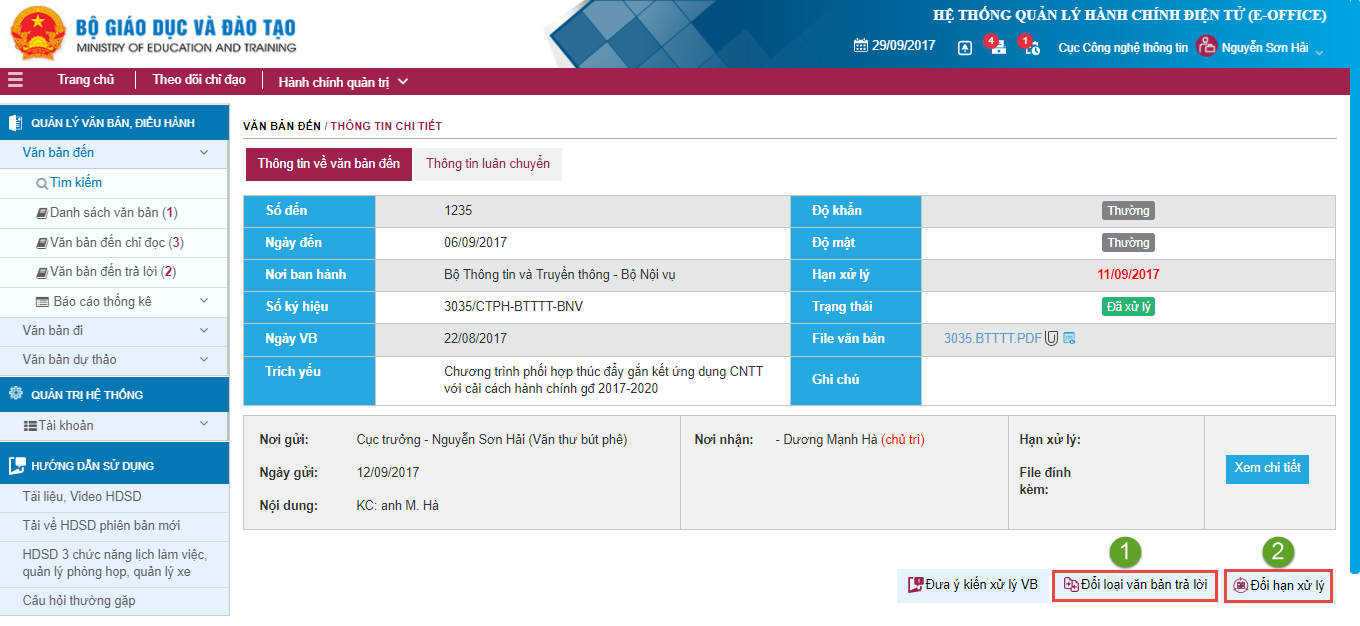 BỘ GIÁO DỤC VÀ ĐÀO TẠO
MINISTRY OF EDUCATION AND TRAINING
HỆ THỐNG QUẢN LÝ HÀNH CHÍNH ĐIỆN TỬ (E-OFFICE)
29/09/2017 4 1 Cục Công nghệ thông tin Nguyễn Sơn Hải
Trang chủ Theo dõi chỉ đạo Hành chính quản trị
QUẢN LÝ VĂN BẢN, ĐIỀU HÀNH
Văn bản đến
Tìm kiếm
Danh sách văn bản (1)
Văn bản đến chỉ đọc (3)
Văn bản đến trả lời (2)
Báo cáo thống kê
Văn bản đi
Văn bản dự thảo
QUẢN TRỊ HỆ THỐNG
Tài khoản
HƯỚNG DẪN SỬ DỤNG
Tài liệu, Video HDSD
Tải về HDSD phiên bản mới
HDSD 3 chức năng lịch làm việc,
quản lý phòng họp, quản lý xe
Câu hỏi thường gặp
VĂN BẢN ĐẾN / THÔNG TIN CHI TIẾT
Thông tin về văn bản đến Thông tin luân chuyển
Số đến 1235 Độ khẩn Thường
Ngày đến 06/09/2017 Độ mật Thường
Nơi ban hành Bộ Thông tin và Truyền thông - Bộ Nội vụ Hạn xử lý 11/09/2017
Số ký hiệu 3035/CTPH-BTTTT-BNV Trạng thái Đã xử lý
Ngày VB 22/08/2017 File văn bản 3035.BTTTT.PDF
Trích yếu Chương trình phối hợp thúc đẩy gắn kết ứng dụng CNTT
với cải cách hành chính gđ 2017-2020 Ghi chú
Nơi gửi: Cục trưởng - Nguyễn Sơn Hải (Văn thư bút phê) Nơi nhận: - Dương Mạnh Hà (chủ trì) Hạn xử lý:
Ngày gửi: 12/09/2017 File đính
kèm: Xem chi tiết
Nội dung: KC: anh M. Hà
1 2
Đưa ý kiến xử lý VB Đổi loại văn bản trả lời Đổi hạn xử lý